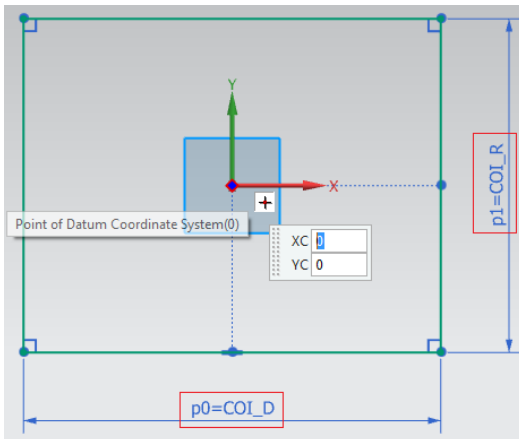 Y
X
p1=COI_R
Point of Datum Coordinate System(0)
XC 0
YC 0
p0=COI_D